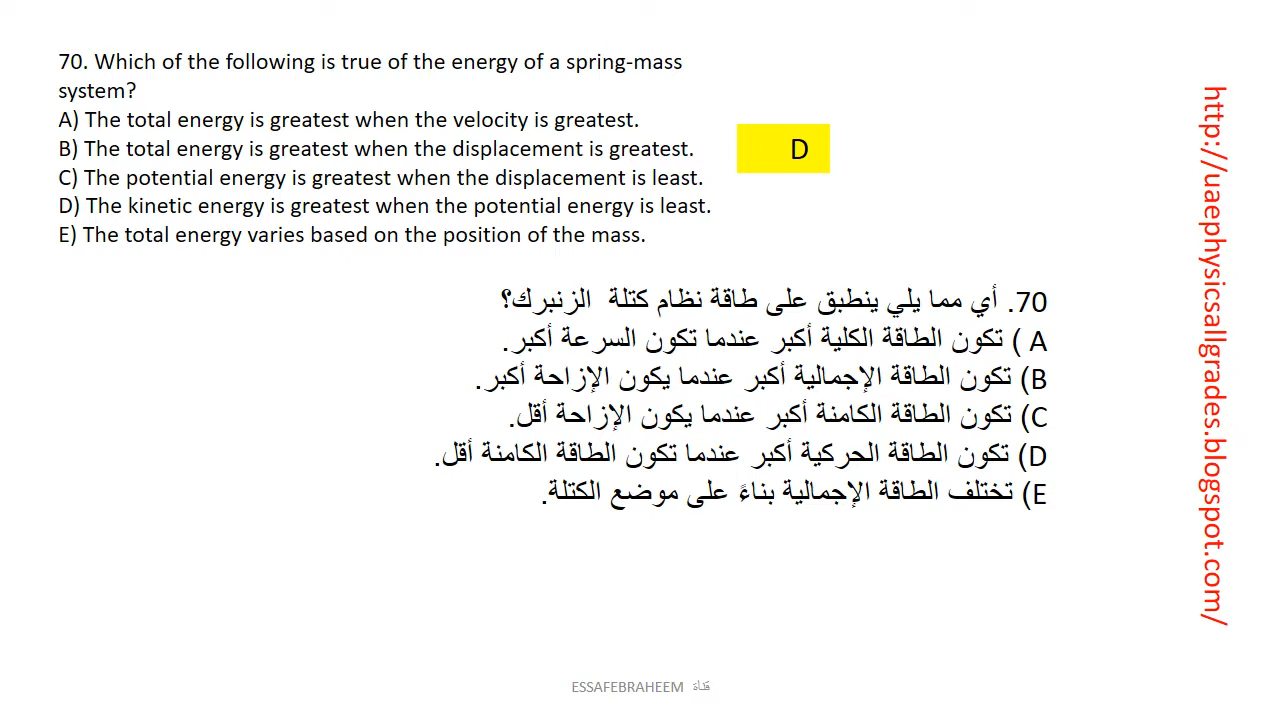 70. Which of the following is true of the energy of a spring-mass
system?
A) The total energy is greatest when the velocity is greatest.
B) The total energy is greatest when the displacement is greatest.
C) The potential energy is greatest when the displacement is least.
D) The kinetic energy is greatest when the potential energy is least.
E) The total energy varies based on the position of the mass.
D
70. أي مما يلي ينطبق على طاقة نظام كتلة الزنبرك؟
A ) تكون الطاقة الكلية أكبر عندما تكون السرعة أكبر.
B) تكون الطاقة الإجمالية أكبر عندما يكون الإزاحة أكبر.
C) تكون الطاقة الكامنة أكبر عندما يكون الإزاحة أقل.
D) تكون الطاقة الحركية أكبر عندما تكون الطاقة الكامنة أقل.
E) تختلف الطاقة الإجمالية بناءً على موضع الكتلة.
http://uaephysicsallgrades.blogspot.com/
ESSAFEBRAHEEM قناة